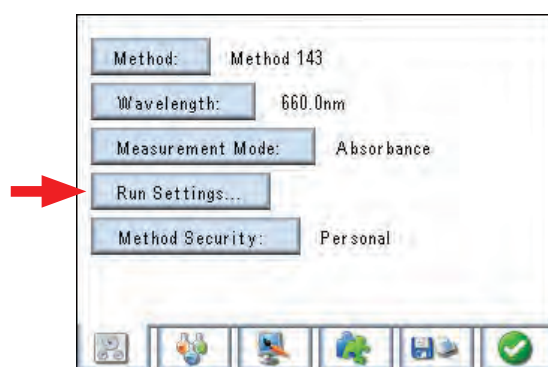 Method: Method 143
Wavelength: 660.0nm
Measurement Mode: Absorbance
Run Settings...
Method Security: Personal